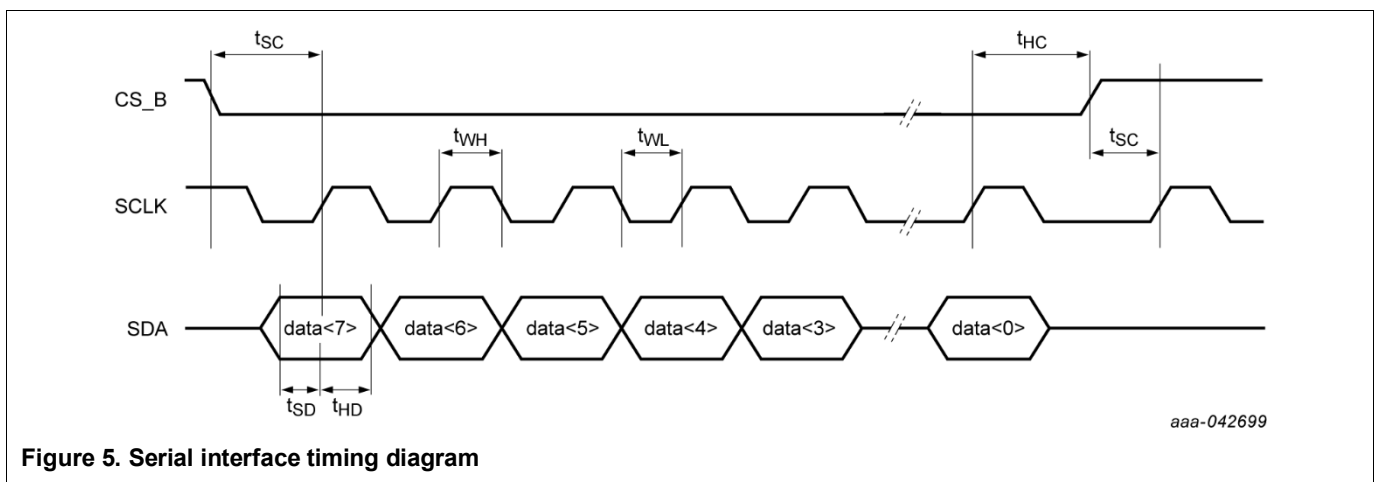 tSC
tHC
CS_B
tWH
tWL
tSC
SCLK
SDA
data<7>
data<6>
data<5>
data<4>
data<3>
data<0>
tSD
tHD
aaa-042699
Figure 5. Serial interface timing diagram